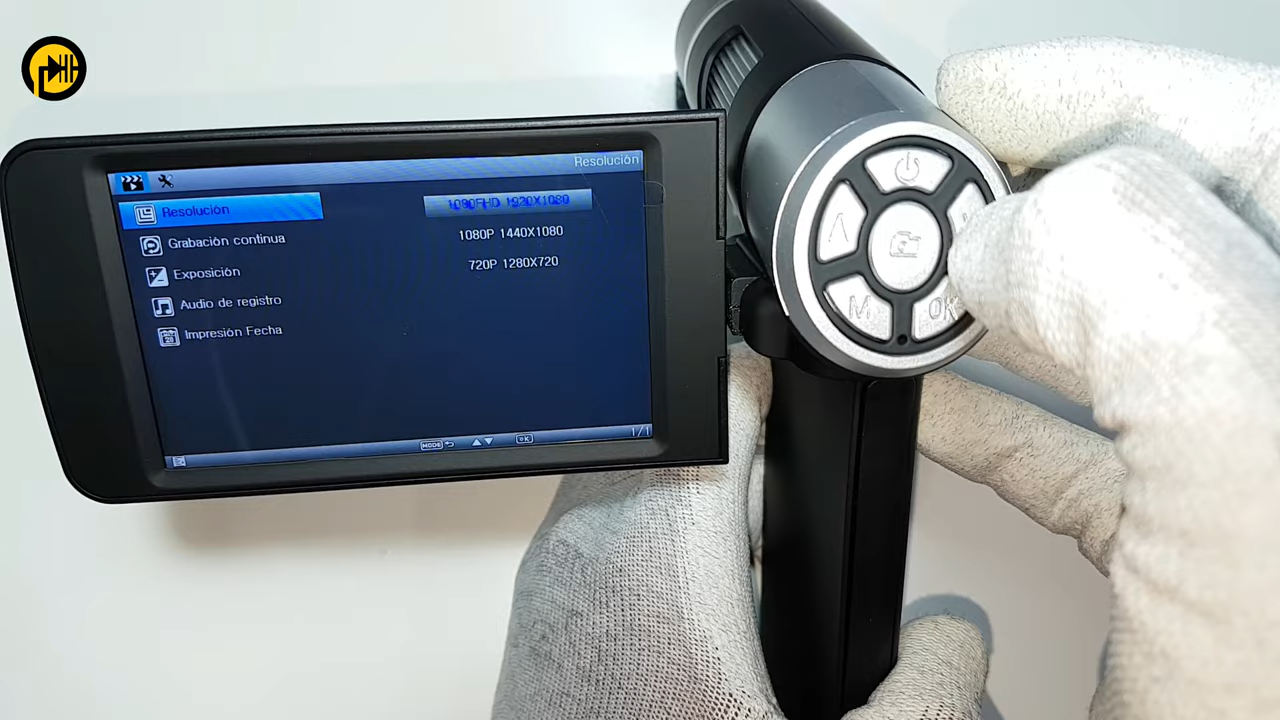 Resolución
Resolución
1080FHD 1920X1080
Grabación continua
1080P 1440X1080
Exposición
720P 1280X720
Audio de registro
Impresión Fecha
MODE
OK
1/1
M
OK